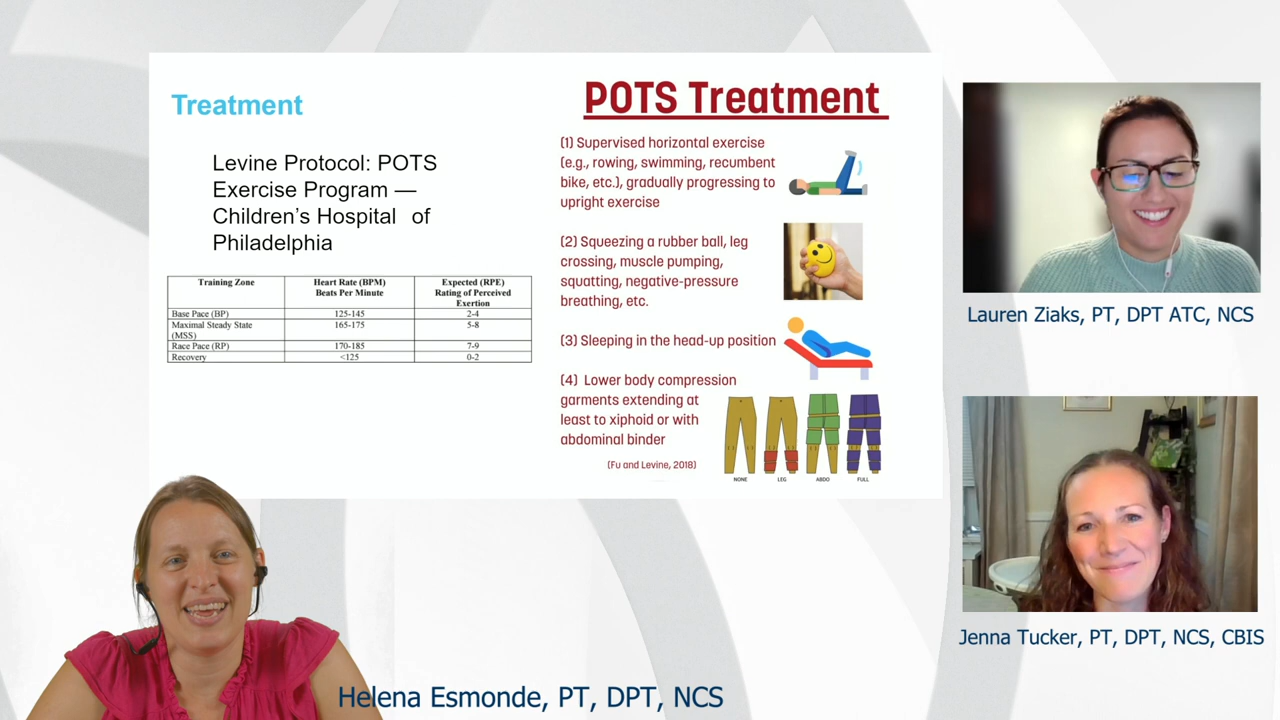 Treatment
Levine Protocol: POTS
Exercise Program —
Children's Hospital of
Philadelphia
Training Zone Heart Rate (BPM) Beats Per Minute Expected (RPE) Rating of Perceived Exertion
Base Pace (BP) 125-145 2-4
Maximal Steady State (MSS) 165-175 5-8
Race Pace (RP) 170-185 7-9
Recovery <125 0-2
POTS Treatment
(1) Supervised horizontal exercise
(e.g., rowing, swimming, recumbent
bike, etc.), gradually progressing to
upright exercise
(2) Squeezing a rubber ball, leg
crossing, muscle pumping,
squatting, negative-pressure
breathing, etc.
(3) Sleeping in the head-up position
(4) Lower body compression
garments extending at
least to xiphoid or with
abdominal binder
(Fu and Levine, 2018)
NONE LEG ABDO FULL
Lauren Ziaks, PT, DPT ATC, NCS
Jenna Tucker, PT, DPT, NCS, CBIS
Helena Esmonde, PT, DPT, NCS